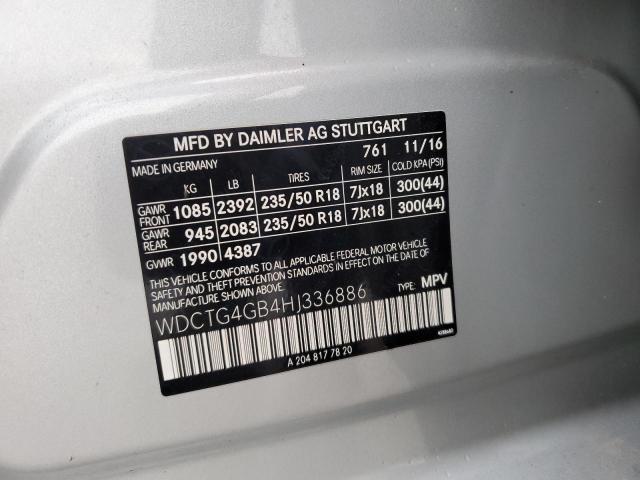 MFD BY DAIMLER AG STUTTGART
MADE IN GERMANY 761 11/16
KG LB TIRES RIM SIZE COLD KPA(PSI)
GAWR FRONT 1085 2392 235/50 R18 7Jx18 300(44)
GAWR REAR 945 2083 235/50 R18 7Jx18 300(44)
GVWR 1990 4387
THIS VEHICLE CONFORMS TO ALL APPLICABLE FEDERAL MOTOR VEHICLE
SAFETY AND THEFT PREVENTION STANDARDS IN EFFECT ON THE DATE OF
MANUFACTURE SHOWN ABOVE.
WDCTG4GB4HJ336886 TYPE: MPV
A 204 817 78 20